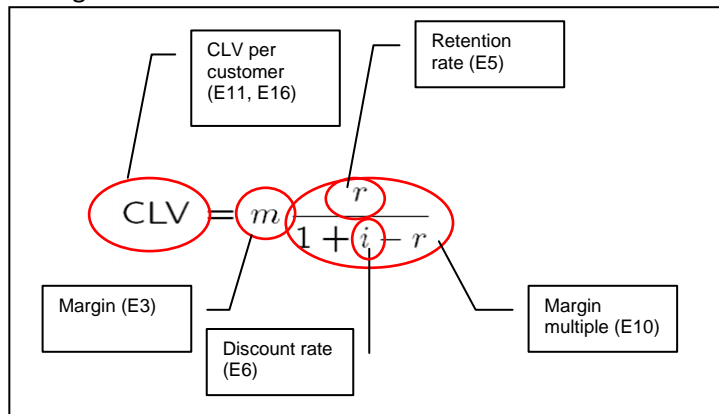 CLV per
customer
(E11, E16)
Retention
rate (E5)
CLV = m r
1 + i - r
Margin (E3)
Discount rate
(E6)
Margin
multiple (E10)